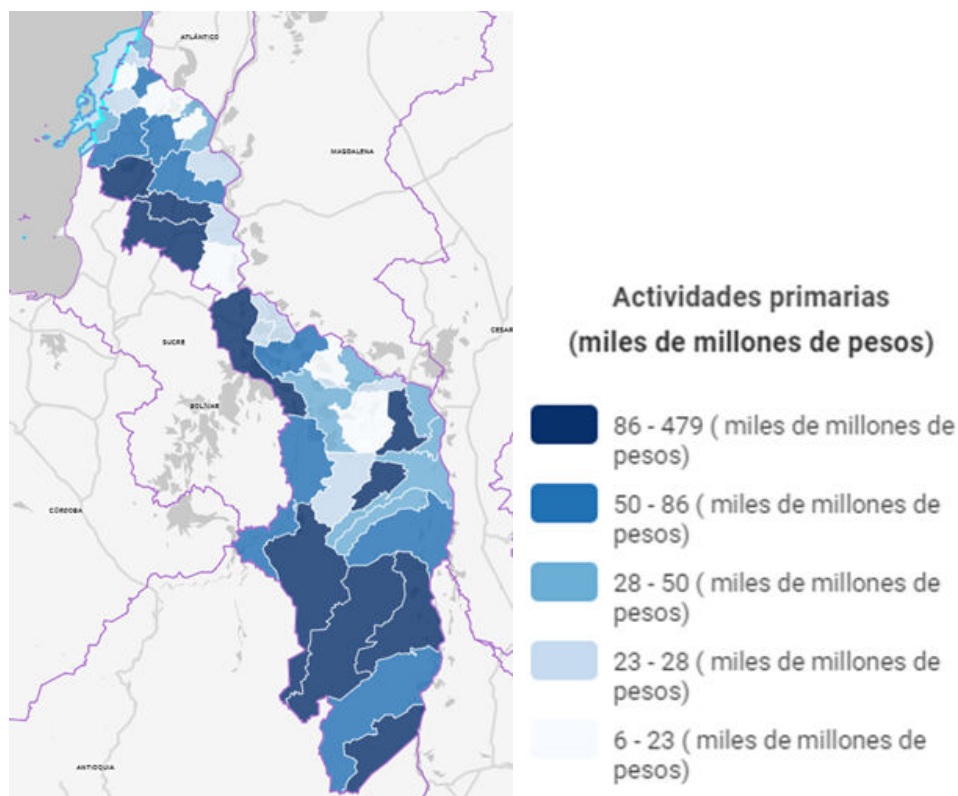 ATLÁNTICO
MAGDALENA
CESAR
SUCRE
BOLÍVAR
CÓRDOBA
ANTIOQUIA
Actividades primarias
(miles de millones de pesos)
86 - 479 ( miles de millones de
pesos)
50 - 86 ( miles de millones de
pesos)
28 - 50 ( miles de millones de
pesos)
23 - 28 ( miles de millones de
pesos)
6 - 23 ( miles de millones de
pesos)